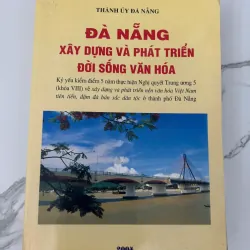 THÀNH ỦY ĐÀ NẴNG
ĐÀ NẴNG
XÂY DỰNG VÀ PHÁT TRIỂN
ĐỜI SỐNG VĂN HÓA
Kỷ yếu kiểm điểm 5 năm thực hiện Nghị quyết Trung ương 5
(khóa VIII) về xây dựng và phát triển nền văn hóa Việt Nam
tiên tiến, đậm đà bản sắc dân tộc ở thành phố Đà Nẵng